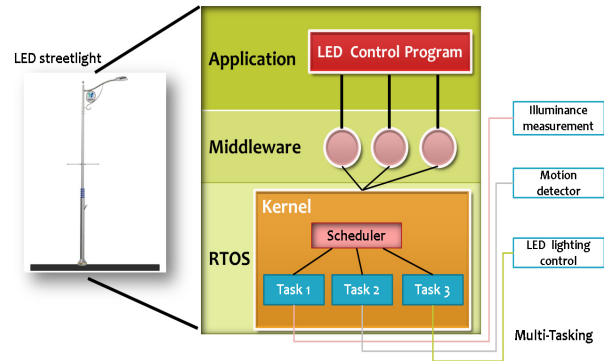 LED streetlight
Application
LED Control Program
Middleware
RTOS
Kernel
Scheduler
Task 1
Task 2
Task 3
Illuminance
measurement
Motion
detector
LED lighting
control
Multi-Tasking